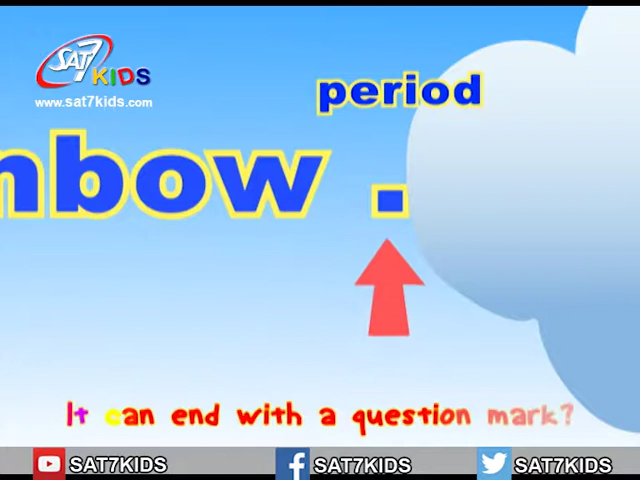 SAT7
KIDS
www.sat7kids.com
period
nbow .
It can end with a question mark?
SAT7KIDS SAT7KIDS SAT7KIDS